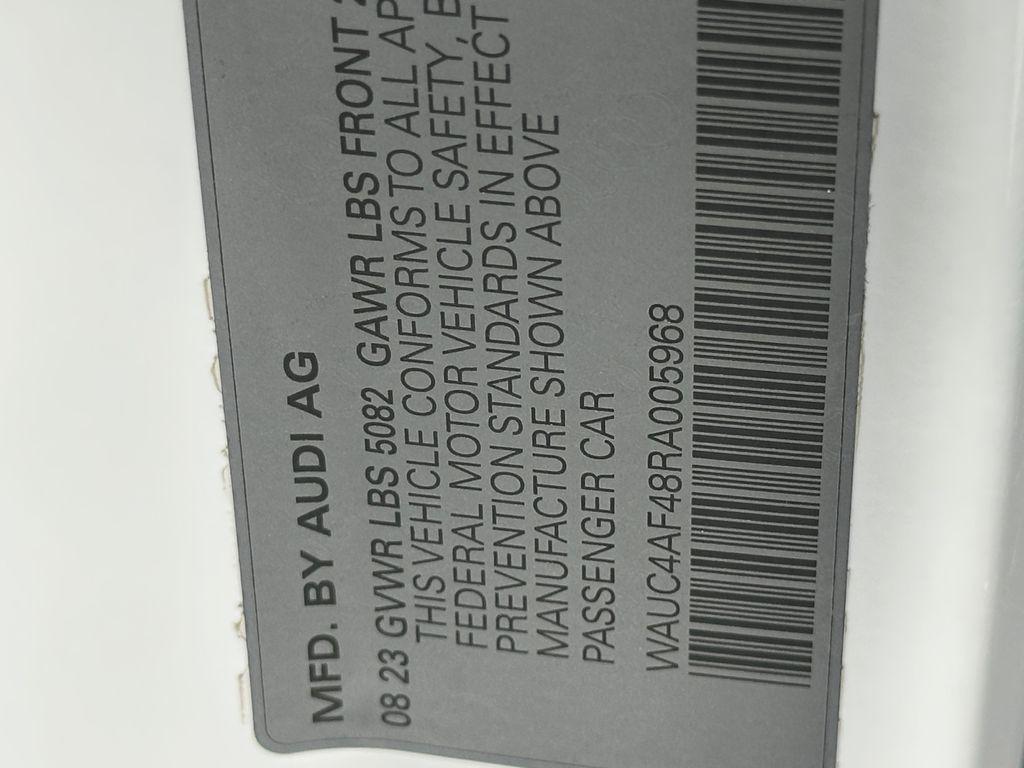 MFD. BY AUDI AG
08 23 GVWR LBS 5082 GAWR LBS FRONT
THIS VEHICLE CONFORMS TO ALL AP
FEDERAL MOTOR VEHICLE SAFETY, B
PREVENTION STANDARDS IN EFFECT
MANUFACTURE SHOWN ABOVE
PASSENGER CAR
WAUC4AF48RA005968